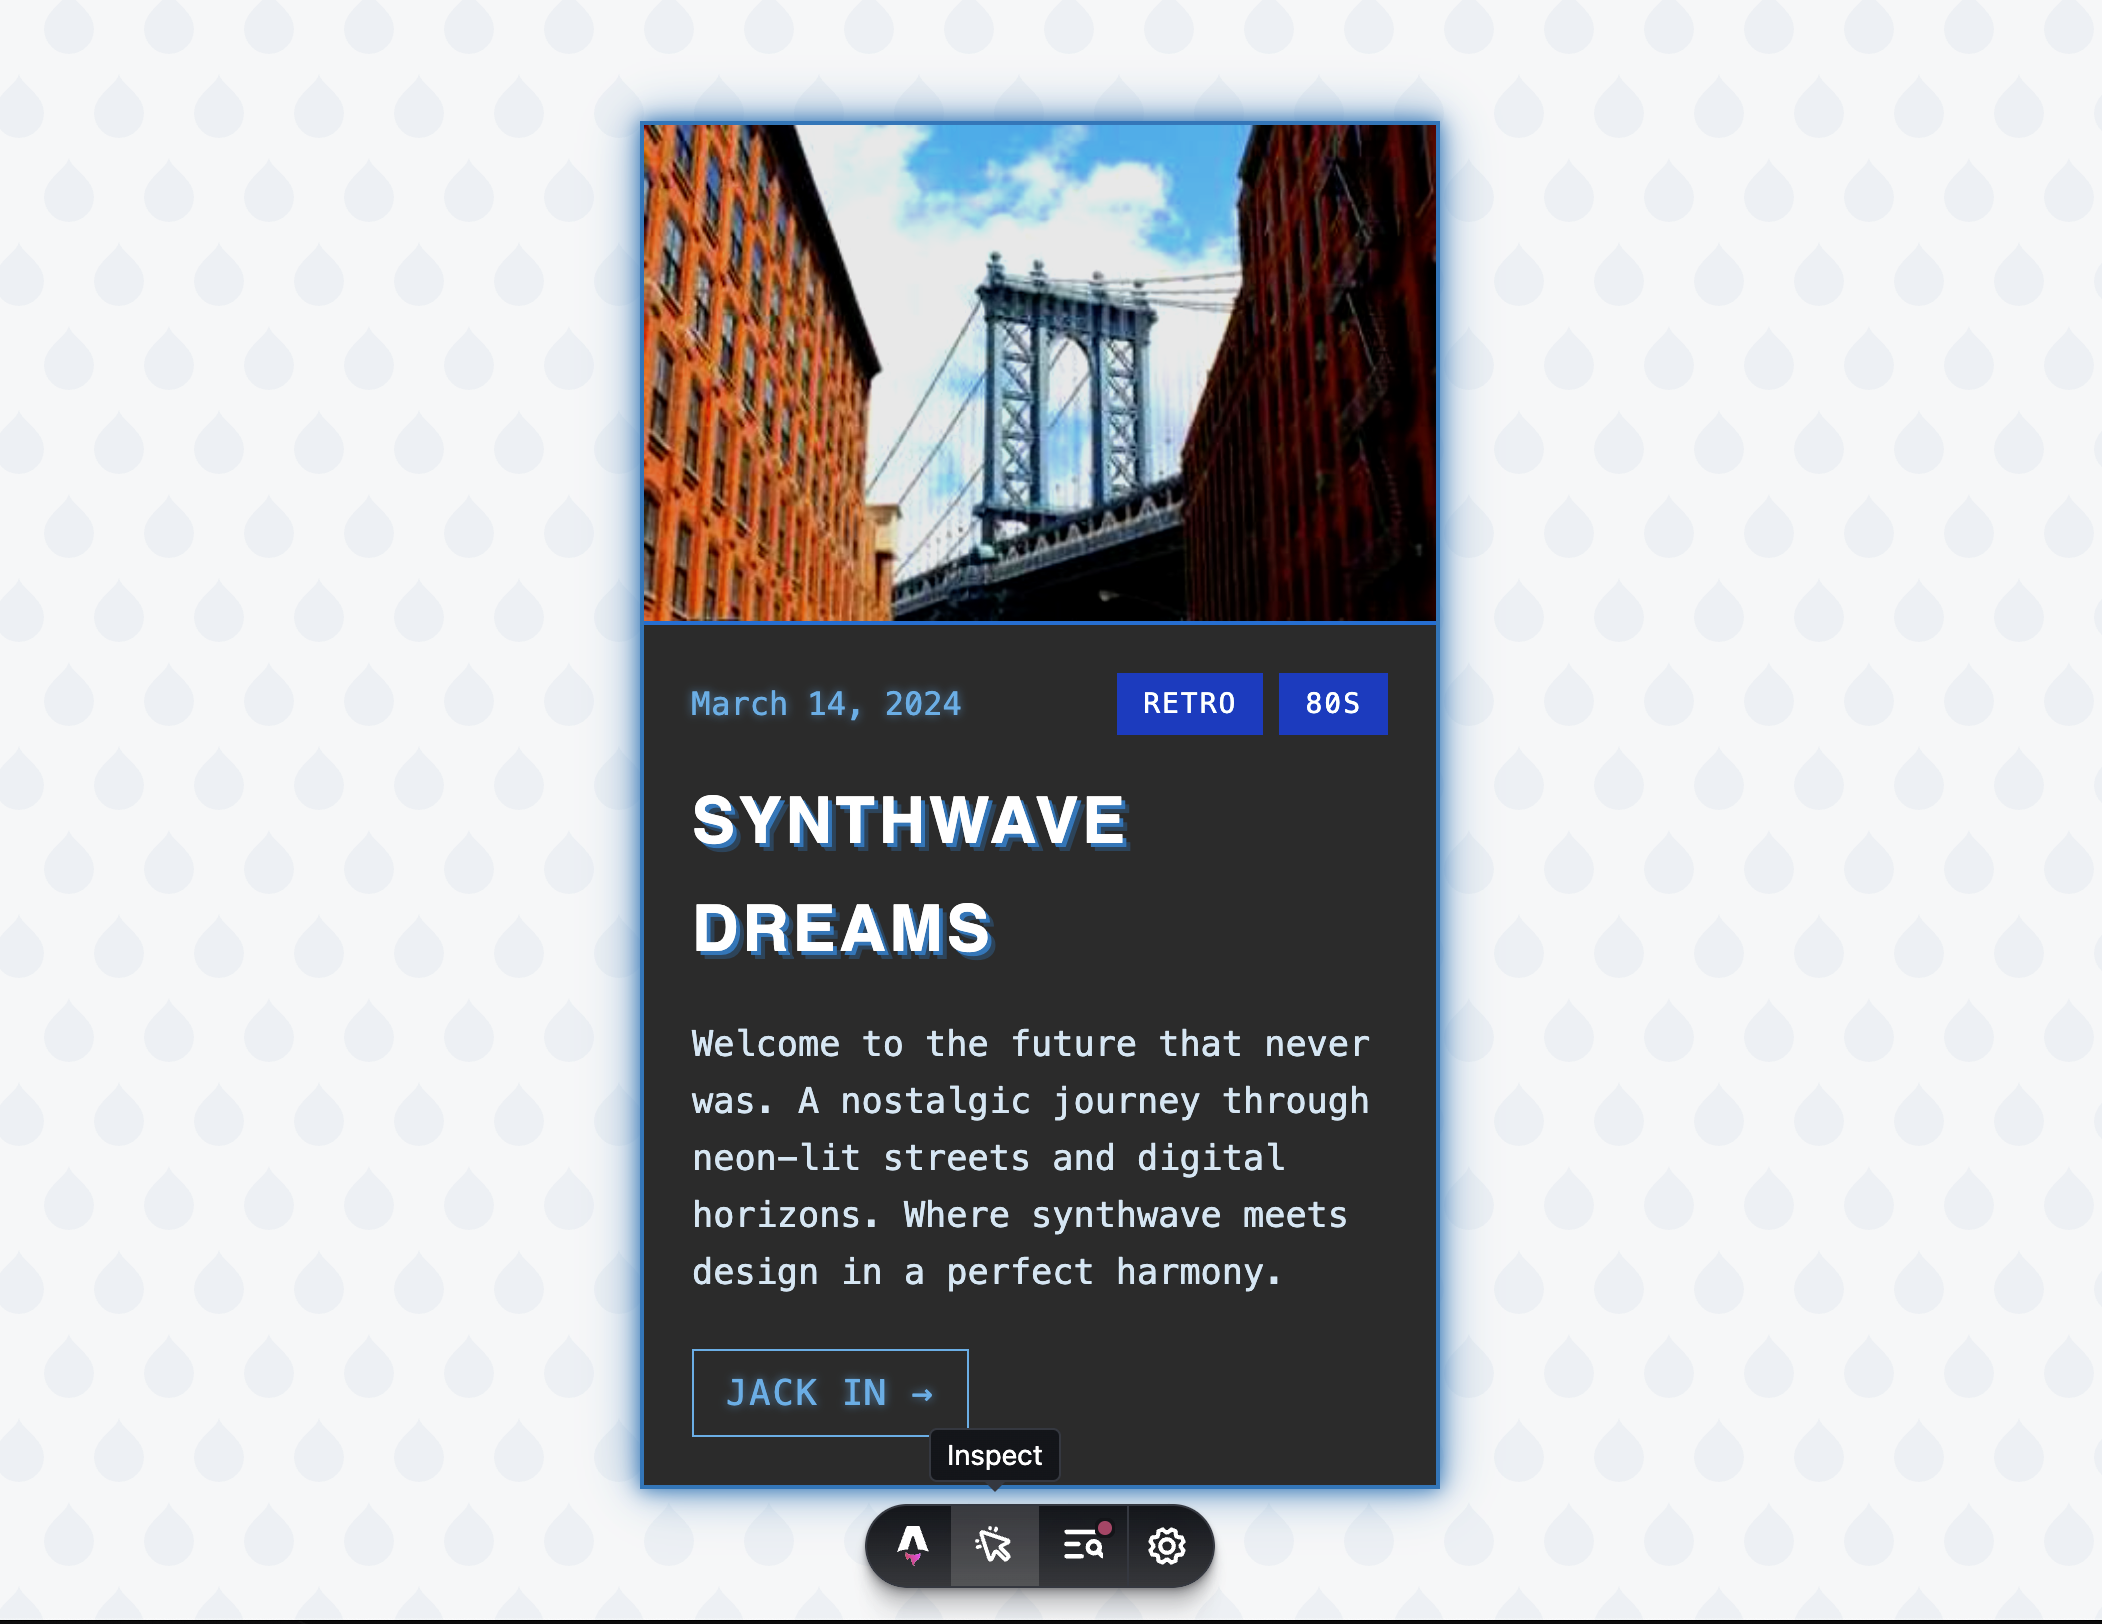 March 14, 2024
RETRO
80S
SYNTHWAVE
DREAMS
Welcome to the future that never
was. A nostalgic journey through
neon-lit streets and digital
horizons. Where synthwave meets
design in a perfect harmony.
JACK IN →
Inspect